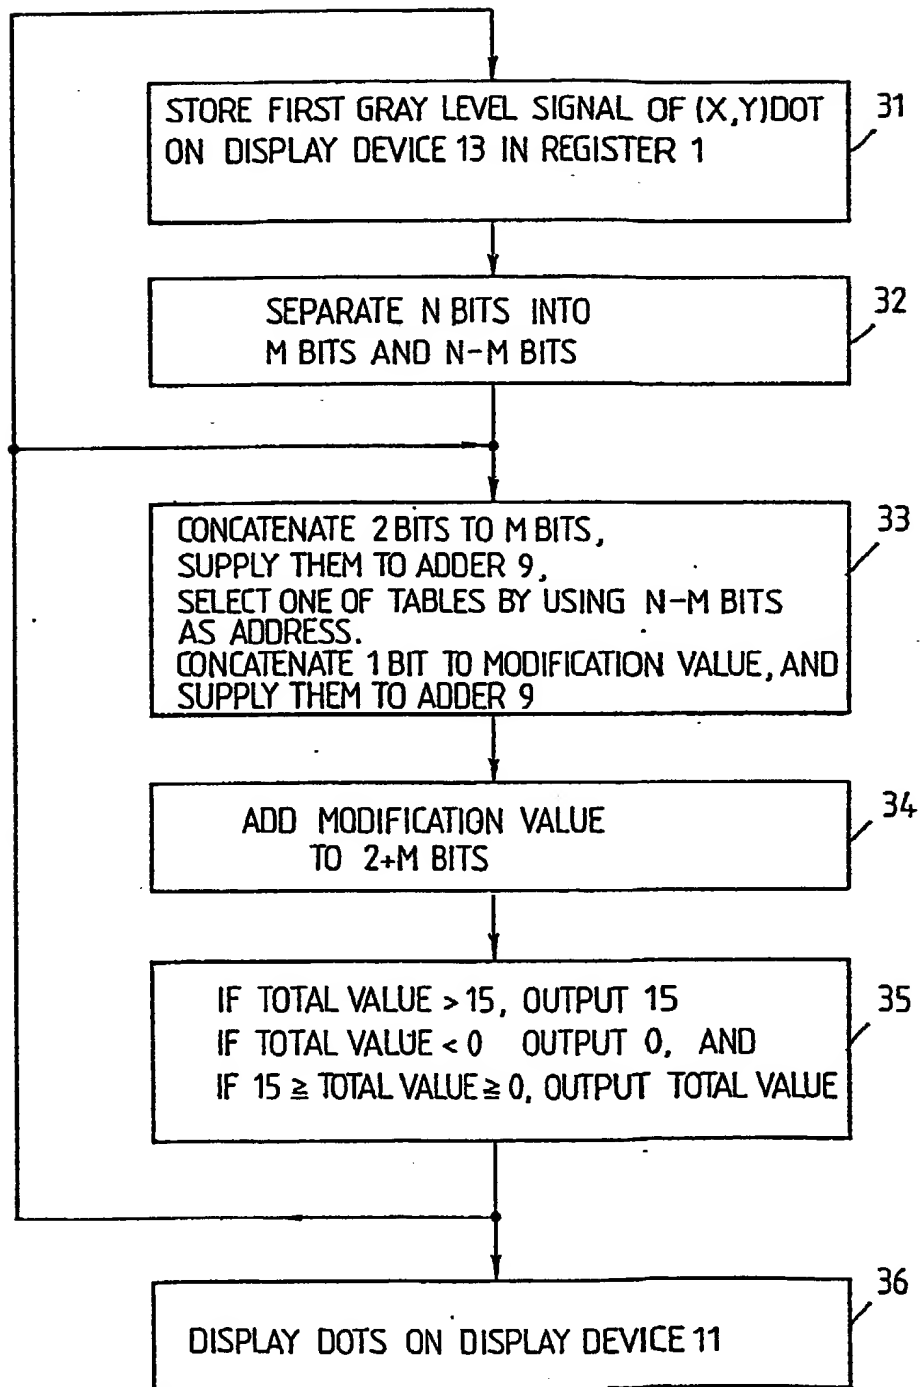 STORE FIRST GRAY LEVEL SIGNAL OF (X,Y)DOT
ON DISPLAY DEVICE 13 IN REGISTER 1
31
SEPARATE N BITS INTO
M BITS AND N-M BITS
32
CONCATENATE 2 BITS TO M BITS,
SUPPLY THEM TO ADDER 9,
SELECT ONE OF TABLES BY USING N-M BITS
AS ADDRESS.
CONCATENATE 1 BIT TO MODIFICATION VALUE, AND
SUPPLY THEM TO ADDER 9
33
ADD MODIFICATION VALUE
TO 2+M BITS
34
IF TOTAL VALUE > 15, OUTPUT 15
IF TOTAL VALUE < 0 OUTPUT 0, AND
IF 15 ≧ TOTAL VALUE ≧ 0, OUTPUT TOTAL VALUE
35
DISPLAY DOTS ON DISPLAY DEVICE 11
36